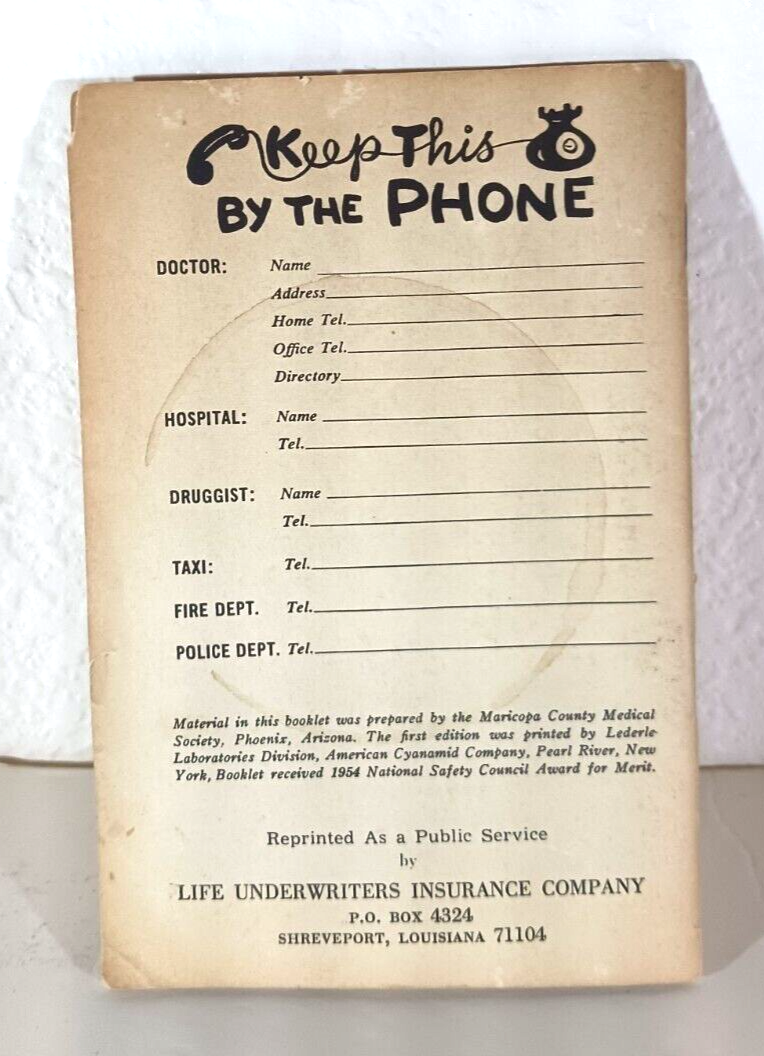 Keep This
BY THE PHONE
DOCTOR: Name
Address
Home Tel.
Office Tel.
Directory
HOSPITAL: Name
Tel.
DRUGGIST: Name
Tel.
TAXI: Tel.
FIRE DEPT. Tel.
POLICE DEPT. Tel.
Material in this booklet was prepared by the Maricopa County Medical
Society, Phoenix, Arizona. The first edition was printed by Lederle
Laboratories Division, American Cyanamid Company, Pearl River, New
York, Booklet received 1954 National Safety Council Award for Merit.
Reprinted As a Public Service
by
LIFE UNDERWRITERS INSURANCE COMPANY
P.O. BOX 4324
SHREVEPORT, LOUISIANA 71104